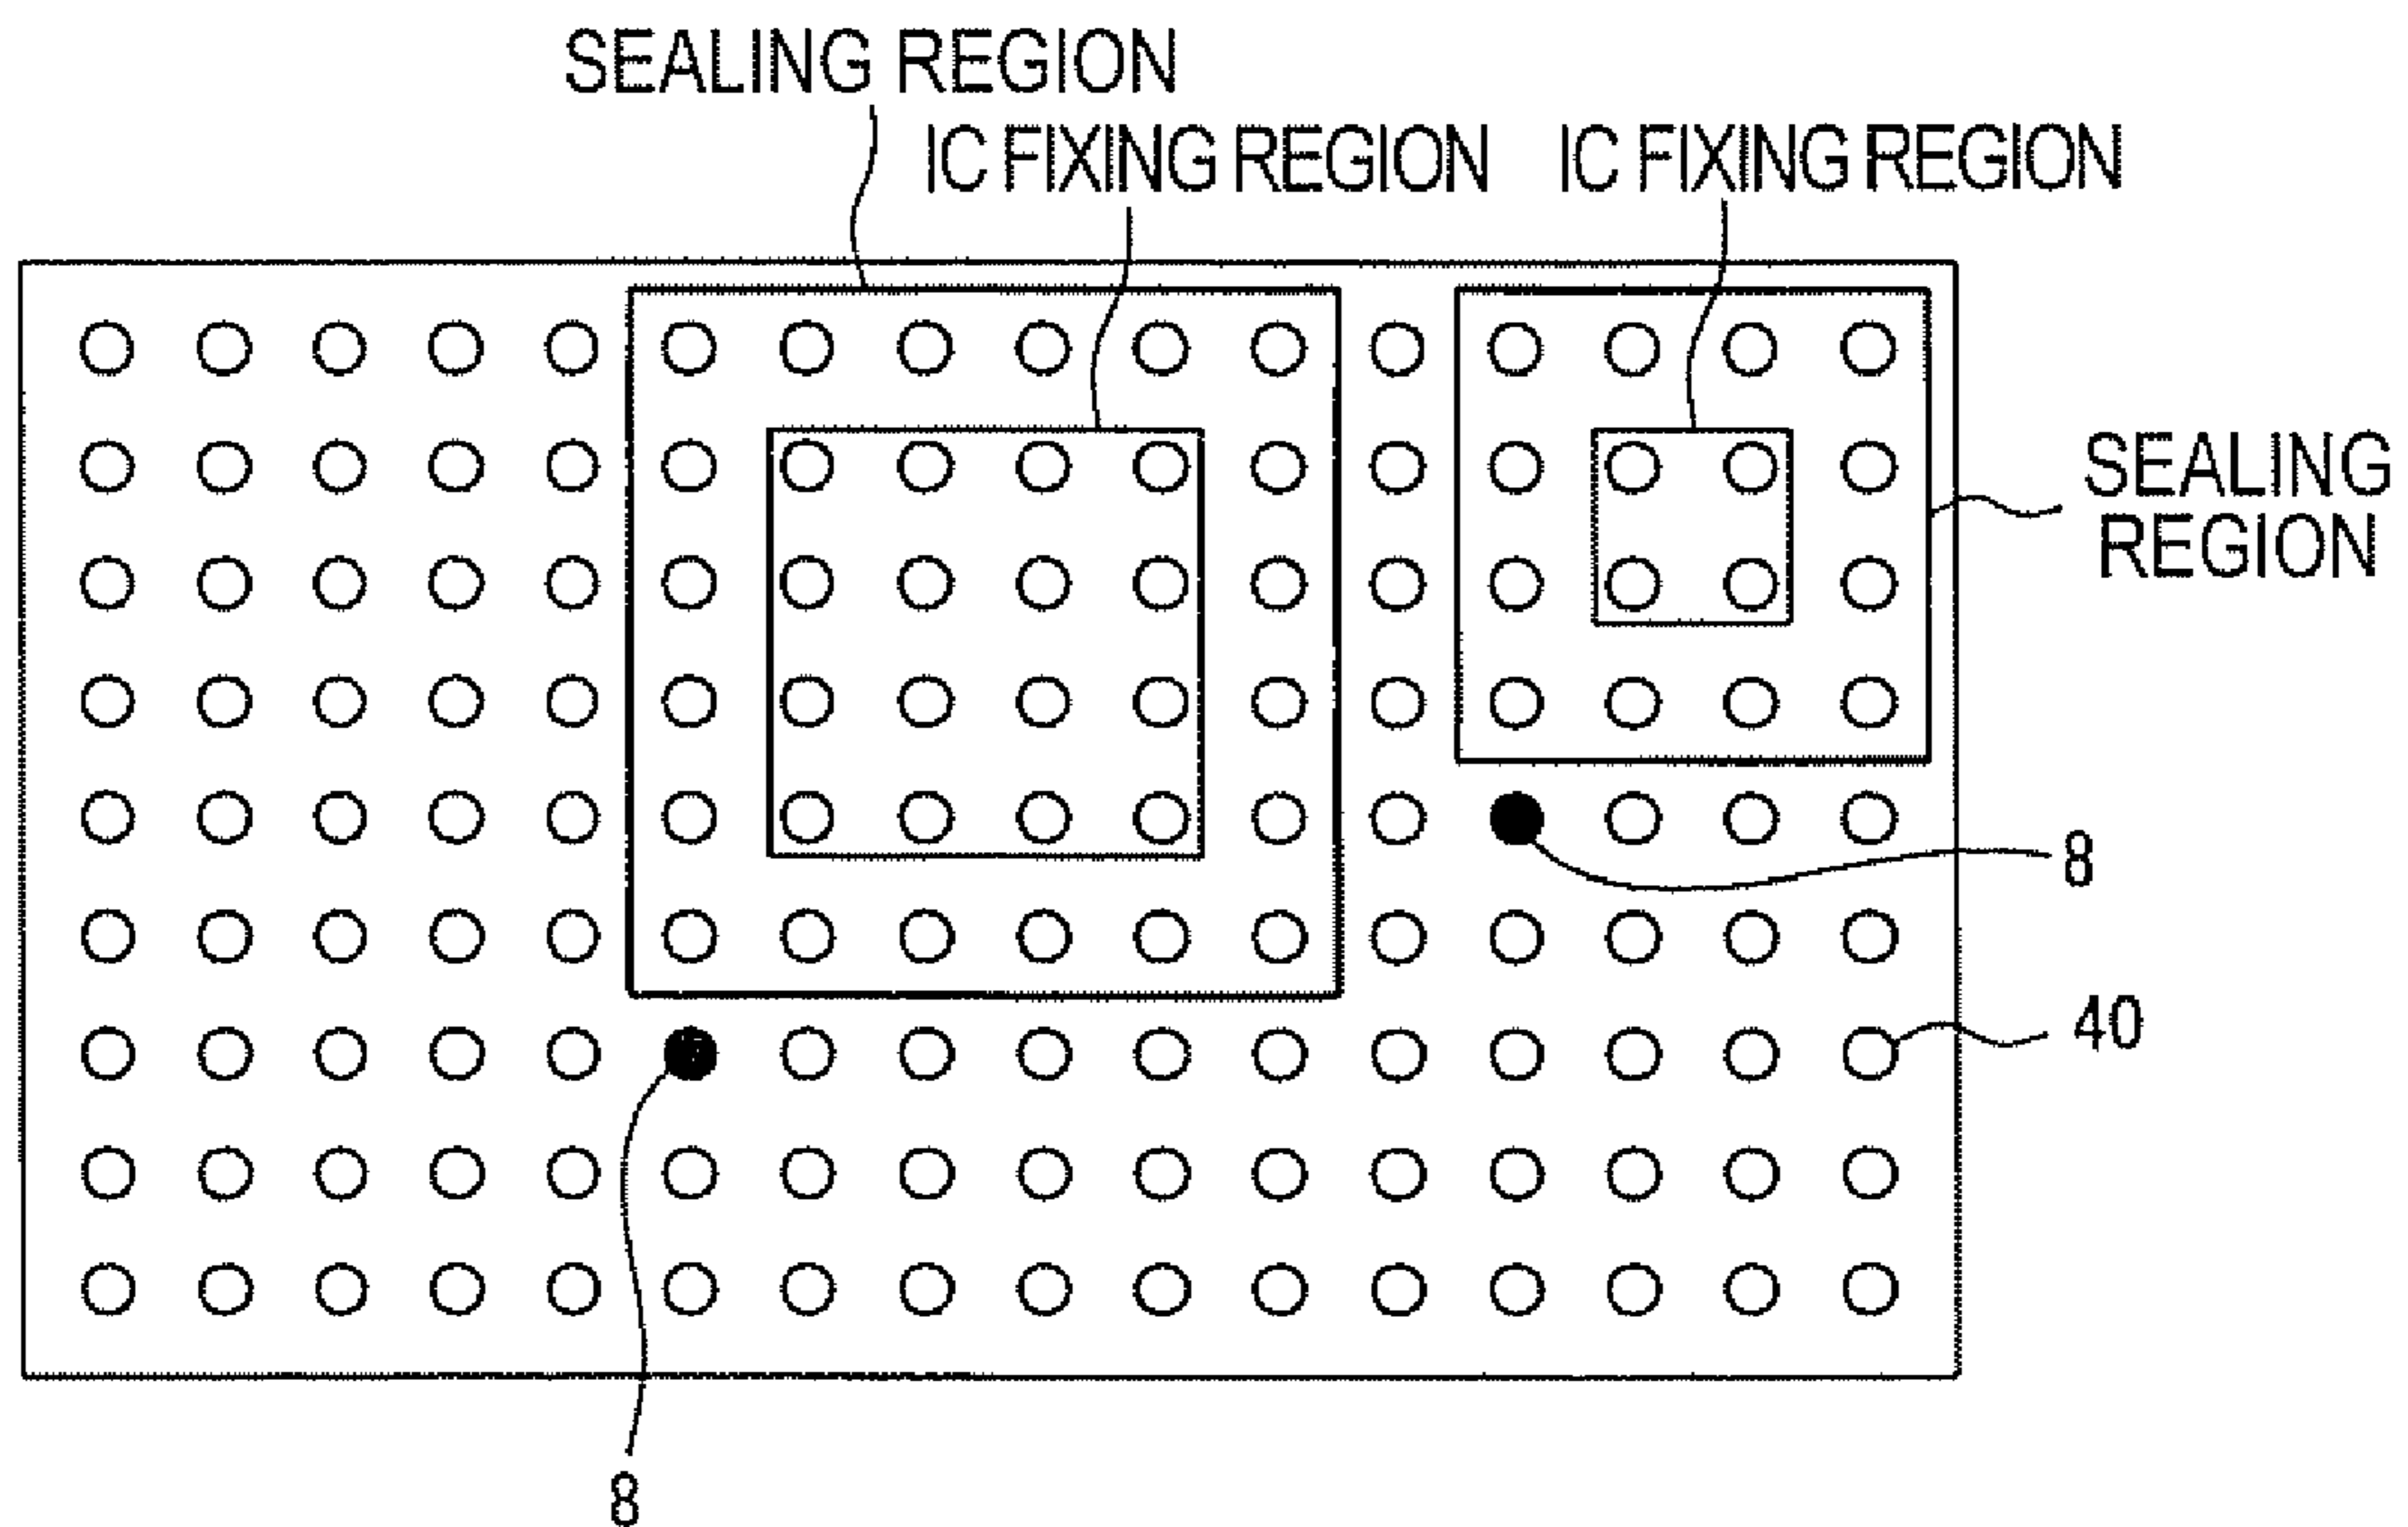 SEALING REGION
IC FIXING REGION
IC FIXING REGION
SEALING
REGION
8
40
8